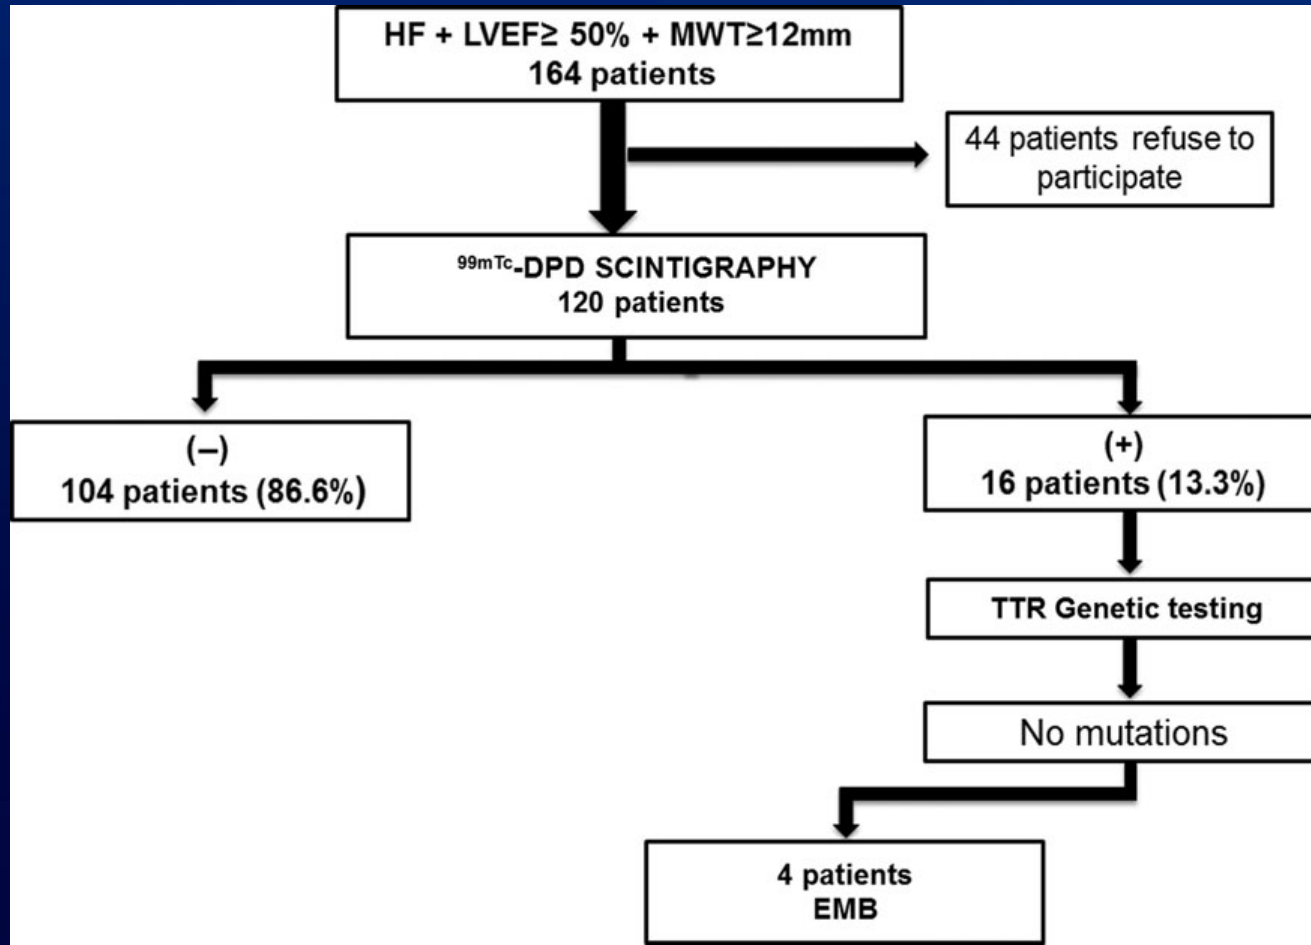 HF + LVEF≥ 50% + MWT≥12mm
164 patients
44 patients refuse to
participate
99mTc-DPD SCINTIGRAPHY
120 patients
(–)
104 patients (86.6%)
(+)
16 patients (13.3%)
TTR Genetic testing
No mutations
4 patients
EMB